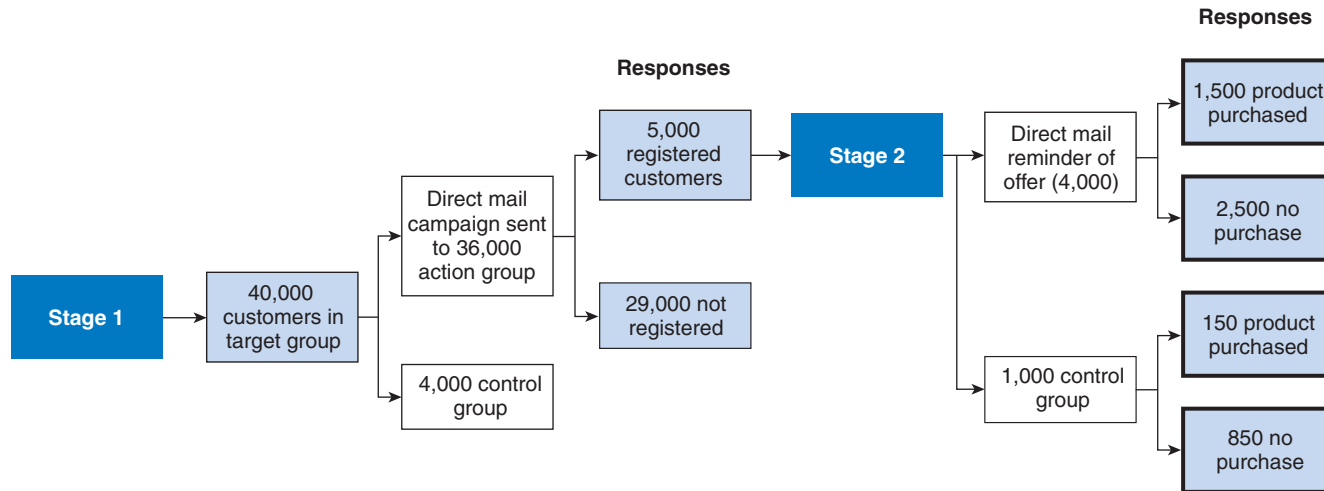 Stage 1
40,000
customers in
target group
Direct mail
campaign sent
to 36,000
action group
4,000 control
group
Responses
5,000
registered
customers
29,000 not
registered
Stage 2
Direct mail
reminder of
offer (4,000)
1,000 control
group
Responses
1,500 product
purchased
2,500 no
purchase
150 product
purchased
850 no
purchase